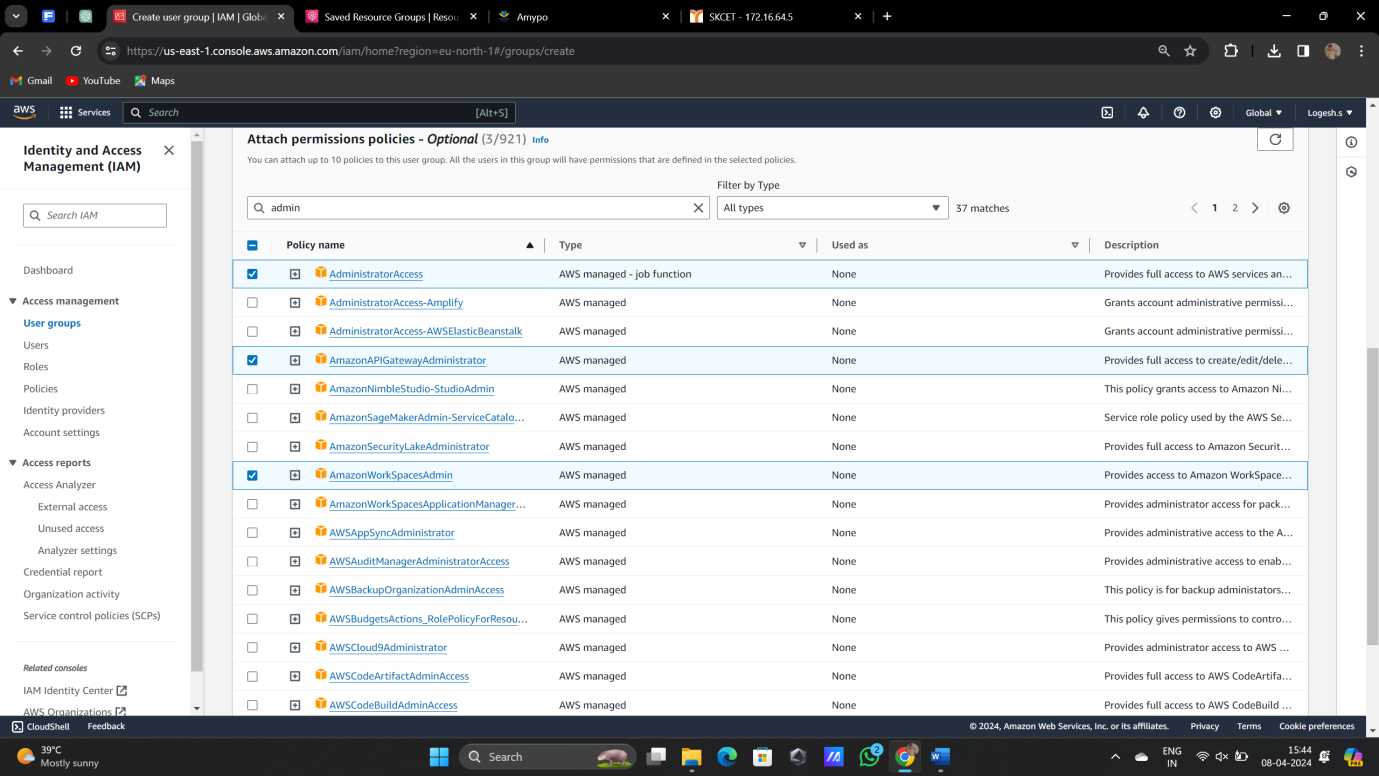 Create user group | IAM | Globa
Saved Resource Groups | Resou
Amypo
SKCET - 172.16.64.5
https://us-east-1.console.aws.amazon.com/iam/home?region=eu-north-1#/groups/create
Gmail
YouTube
Maps
aws
Services
Search
[Alt+S]
Global
Logesh.s
Identity and Access
Management (IAM)
Search IAM
Dashboard
Access management
User groups
Users
Roles
Policies
Identity providers
Account settings
Access reports
Access Analyzer
External access
Unused access
Analyzer settings
Credential report
Organization activity
Service control policies (SCPs)
Related consoles
IAM Identity Center
AWS Organizations
Attach permissions policies - Optional (3/921) Info
You can attach up to 10 policies to this user group. All the users in this group will have permissions that are defined in the selected policies.
Filter by Type
admin
All types
37 matches
1 2
Policy name Type Used as Description
AdministratorAccess AWS managed - job function None Provides full access to AWS services an...
AdministratorAccess-Amplify AWS managed None Grants account administrative permissi...
AdministratorAccess-AWSElasticBeanstalk AWS managed None Grants account administrative permissi...
AmazonAPIGatewayAdministrator AWS managed None Provides full access to create/edit/dele...
AmazonNimbleStudio-StudioAdmin AWS managed None This policy grants access to Amazon Ni...
AmazonSageMakerAdmin-ServiceCatalo... AWS managed None Service role policy used by the AWS Se...
AmazonSecurityLakeAdministrator AWS managed None Provides full access to Amazon Securit...
AmazonWorkSpacesAdmin AWS managed None Provides access to Amazon WorkSpace...
AmazonWorkSpacesApplicationManager... AWS managed None Provides administrator access for pack...
AWSAppSyncAdministrator AWS managed None Provides administrative access to the A...
AWSAuditManagerAdministratorAccess AWS managed None Provides administrative access to enab...
AWSBackupOrganizationAdminAccess AWS managed None This policy is for backup administators...
AWSBudgetsActions_RolePolicyForResou... AWS managed None This policy gives permissions to contro...
AWSCloud9Administrator AWS managed None Provides administrator access to AWS ...
AWSCodeArtifactAdminAccess AWS managed None Provides full access to AWS CodeArtifa...
AWSCodeBuildAdminAccess AWS managed None Provides full access to AWS CodeBuild ...
CloudShell
Feedback
© 2024, Amazon Web Services, Inc. or its affiliates.
Privacy
Terms
Cookie preferences
39°C
Mostly sunny
Search
2
ENG
IN
15:44
08-04-2024
PRE